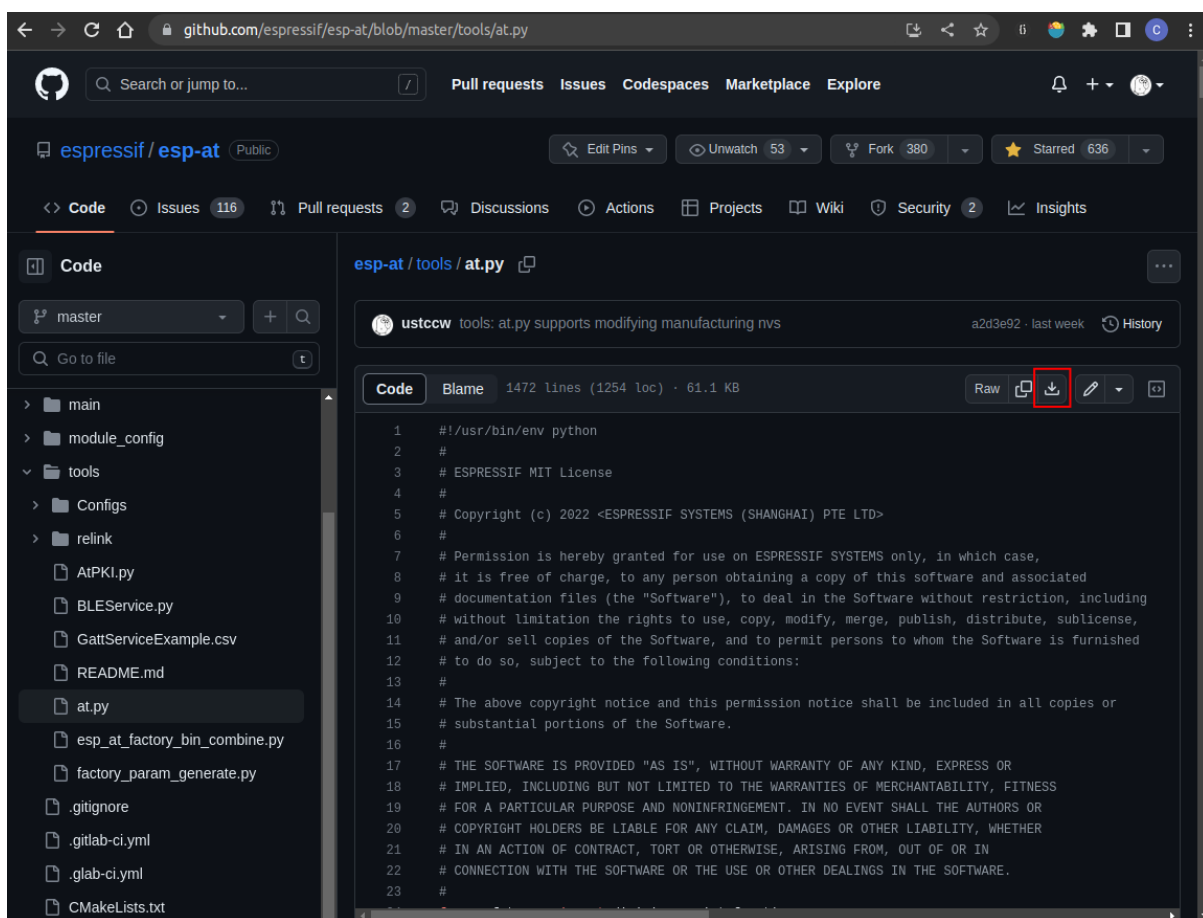 github.com/espressif/esp-at/blob/master/tools/at.py
C
Search or jump to...
/
Pull requests Issues Codespaces Marketplace Explore
espressif / esp-at Public
Edit Pins
Unwatch 53
Fork 380
Starred 636
Code
Issues 116
Pull requests 2
Discussions
Actions
Projects
Wiki
Security 2
Insights
Code
master
Go to file
t
main
module_config
tools
Configs
relink
AtPKI.py
BLEService.py
GattServiceExample.csv
README.md
at.py
esp_at_factory_bin_combine.py
factory_param_generate.py
.gitignore
.gitlab-ci.yml
.glab-ci.yml
CMakeLists.txt
esp-at / tools / at.py
ustccw tools: at.py supports modifying manufacturing nvs
a2d3e92 · last week
History
Code Blame 1472 lines (1254 loc) · 61.1 KB
Raw
1 #!/usr/bin/env python
2 #
3 # ESPRESSIF MIT License
4 #
5 # Copyright (c) 2022 <ESPRESSIF SYSTEMS (SHANGHAI) PTE LTD>
6 #
7 # Permission is hereby granted for use on ESPRESSIF SYSTEMS only, in which case,
8 # it is free of charge, to any person obtaining a copy of this software and associated
9 # documentation files (the "Software"), to deal in the Software without restriction, including
10 # without limitation the rights to use, copy, modify, merge, publish, distribute, sublicense,
11 # and/or sell copies of the Software, and to permit persons to whom the Software is furnished
12 # to do so, subject to the following conditions:
13 #
14 # The above copyright notice and this permission notice shall be included in all copies or
15 # substantial portions of the Software.
16 #
17 # THE SOFTWARE IS PROVIDED "AS IS", WITHOUT WARRANTY OF ANY KIND, EXPRESS OR
18 # IMPLIED, INCLUDING BUT NOT LIMITED TO THE WARRANTIES OF MERCHANTABILITY, FITNESS
19 # FOR A PARTICULAR PURPOSE AND NONINFRINGEMENT. IN NO EVENT SHALL THE AUTHORS OR
20 # COPYRIGHT HOLDERS BE LIABLE FOR ANY CLAIM, DAMAGES OR OTHER LIABILITY, WHETHER
21 # IN AN ACTION OF CONTRACT, TORT OR OTHERWISE, ARISING FROM, OUT OF OR IN
22 # CONNECTION WITH THE SOFTWARE OR THE USE OR OTHER DEALINGS IN THE SOFTWARE.
23 #